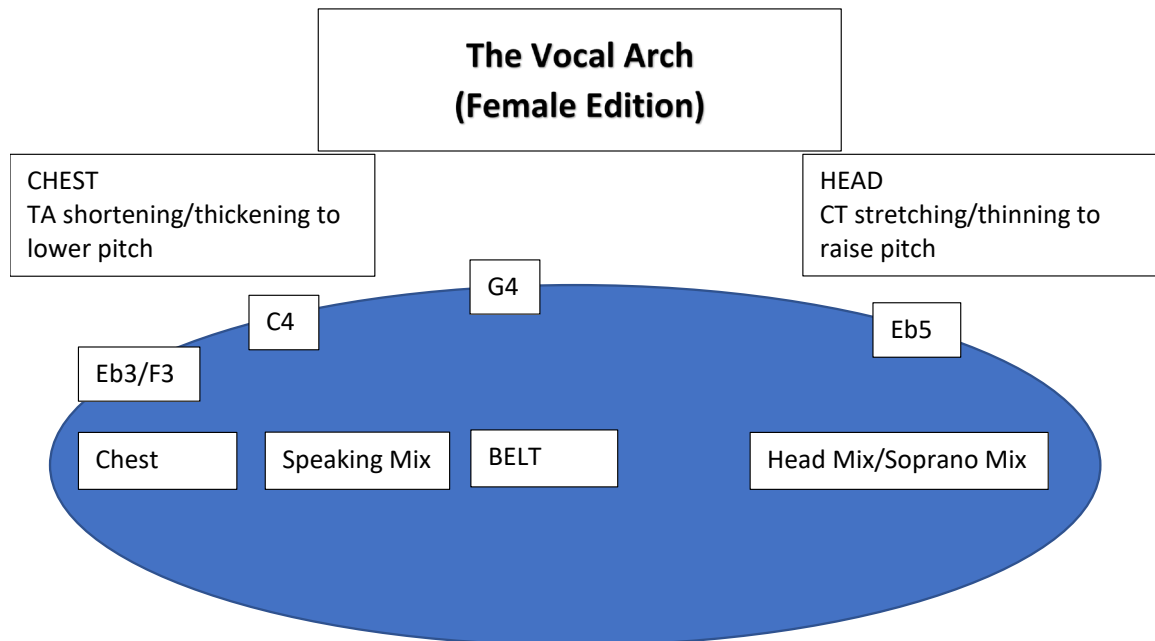 The Vocal Arch
(Female Edition)
CHEST
TA shortening/thickening to
lower pitch
HEAD
CT stretching/thinning to
raise pitch
G4
C4
Eb5
Eb3/F3
Chest
Speaking Mix
BELT
Head Mix/Soprano Mix